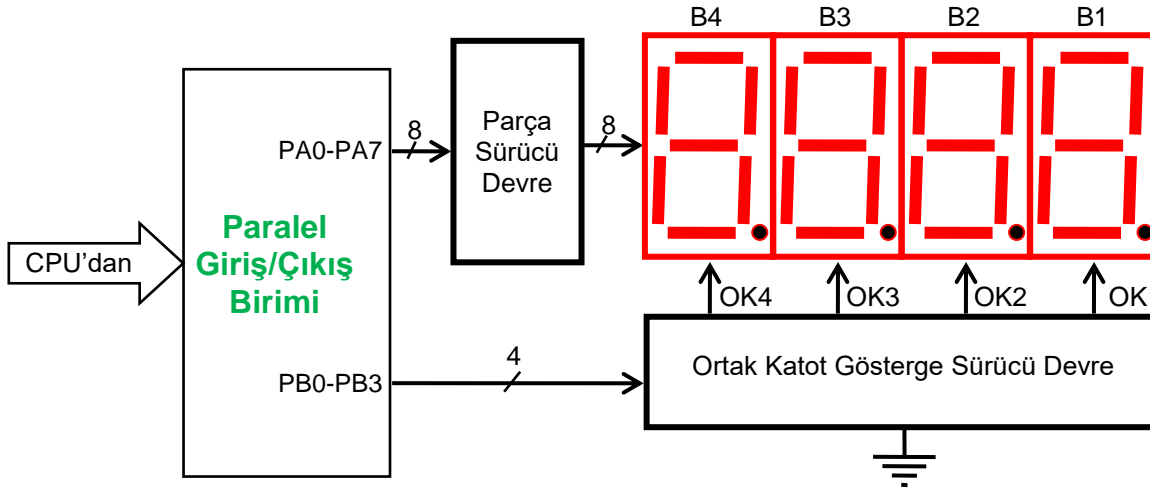 B4 B3 B2 B1
Parça
Sürücü
Devre
8
8
PA0-PA7
Paralel
Giriş/Çıkış
Birimi
CPU'dan
OK4 OK3 OK2 OK1
4
PB0-PB3
Ortak Katot Gösterge Sürücü Devre